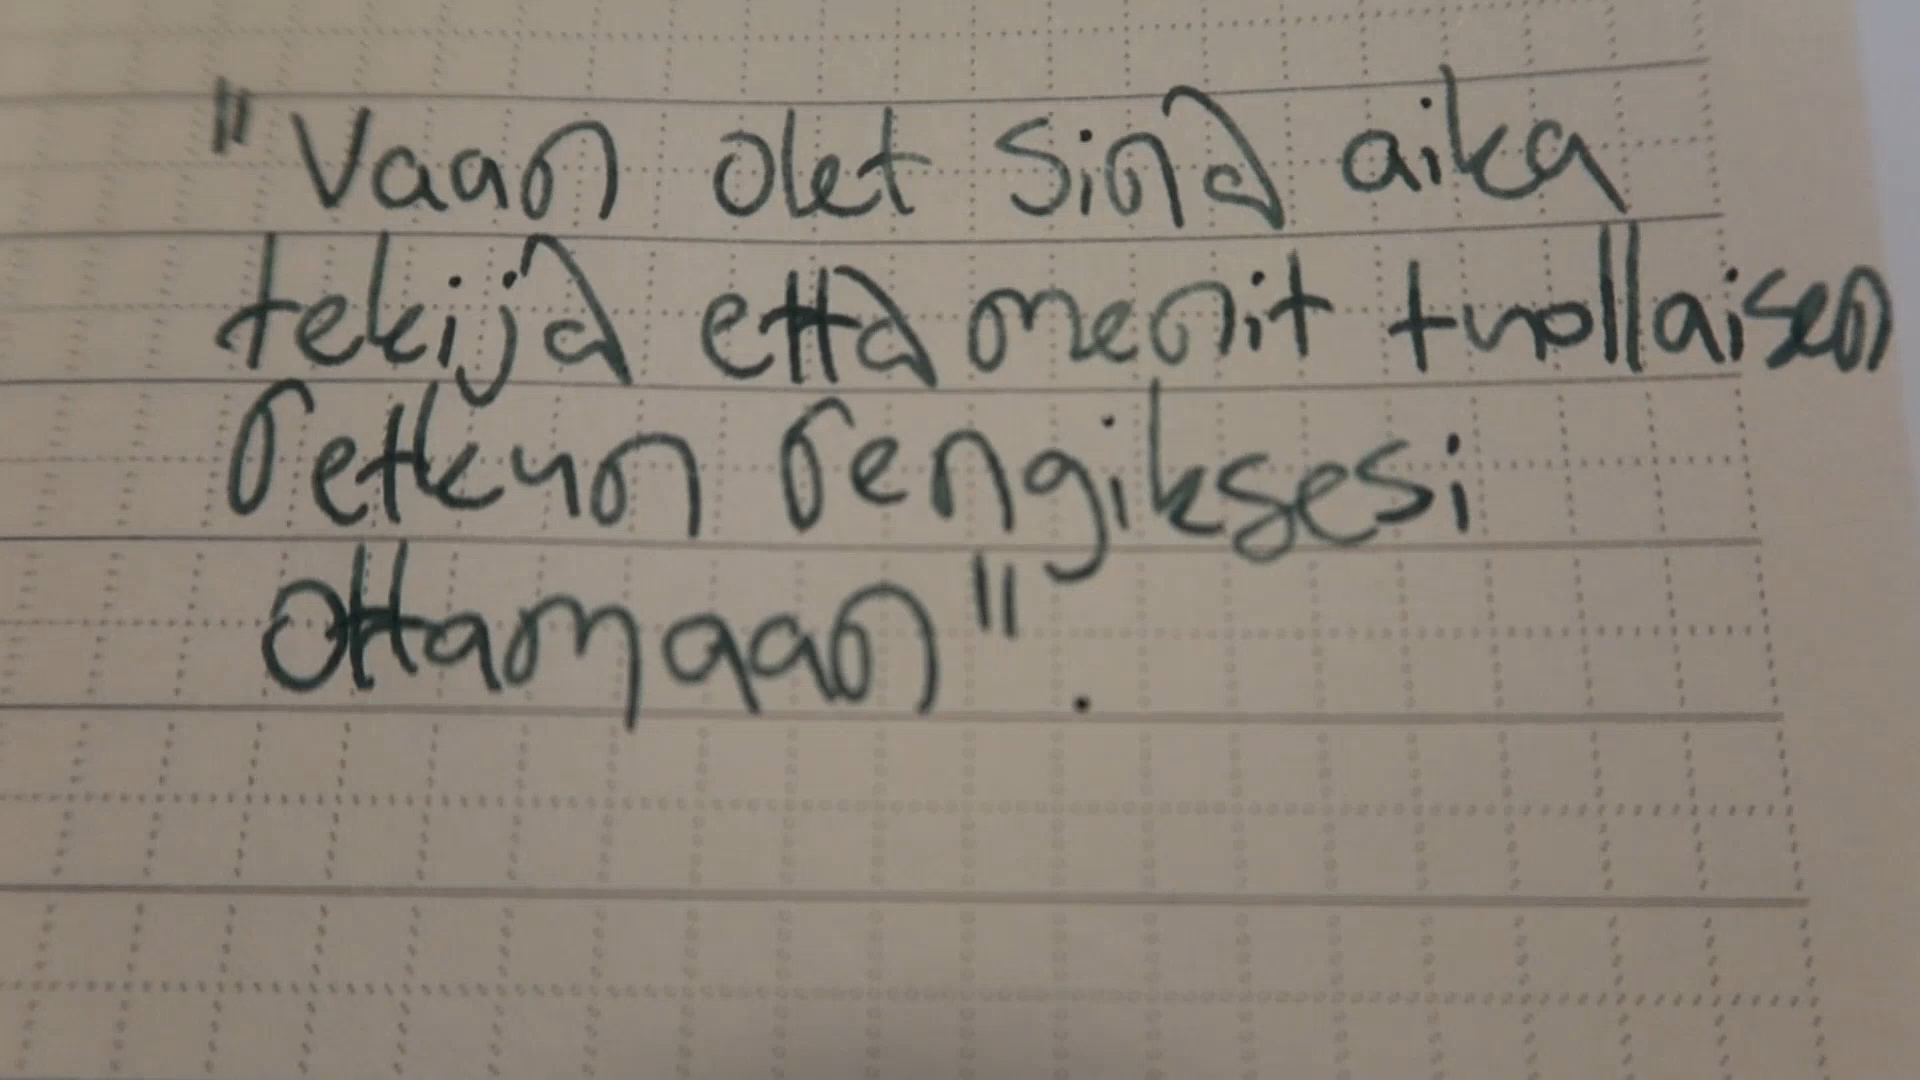 "Vaan olet sinä aika
tekijä että menit tuollaisen
retkun rengiksesi
ottamaan".